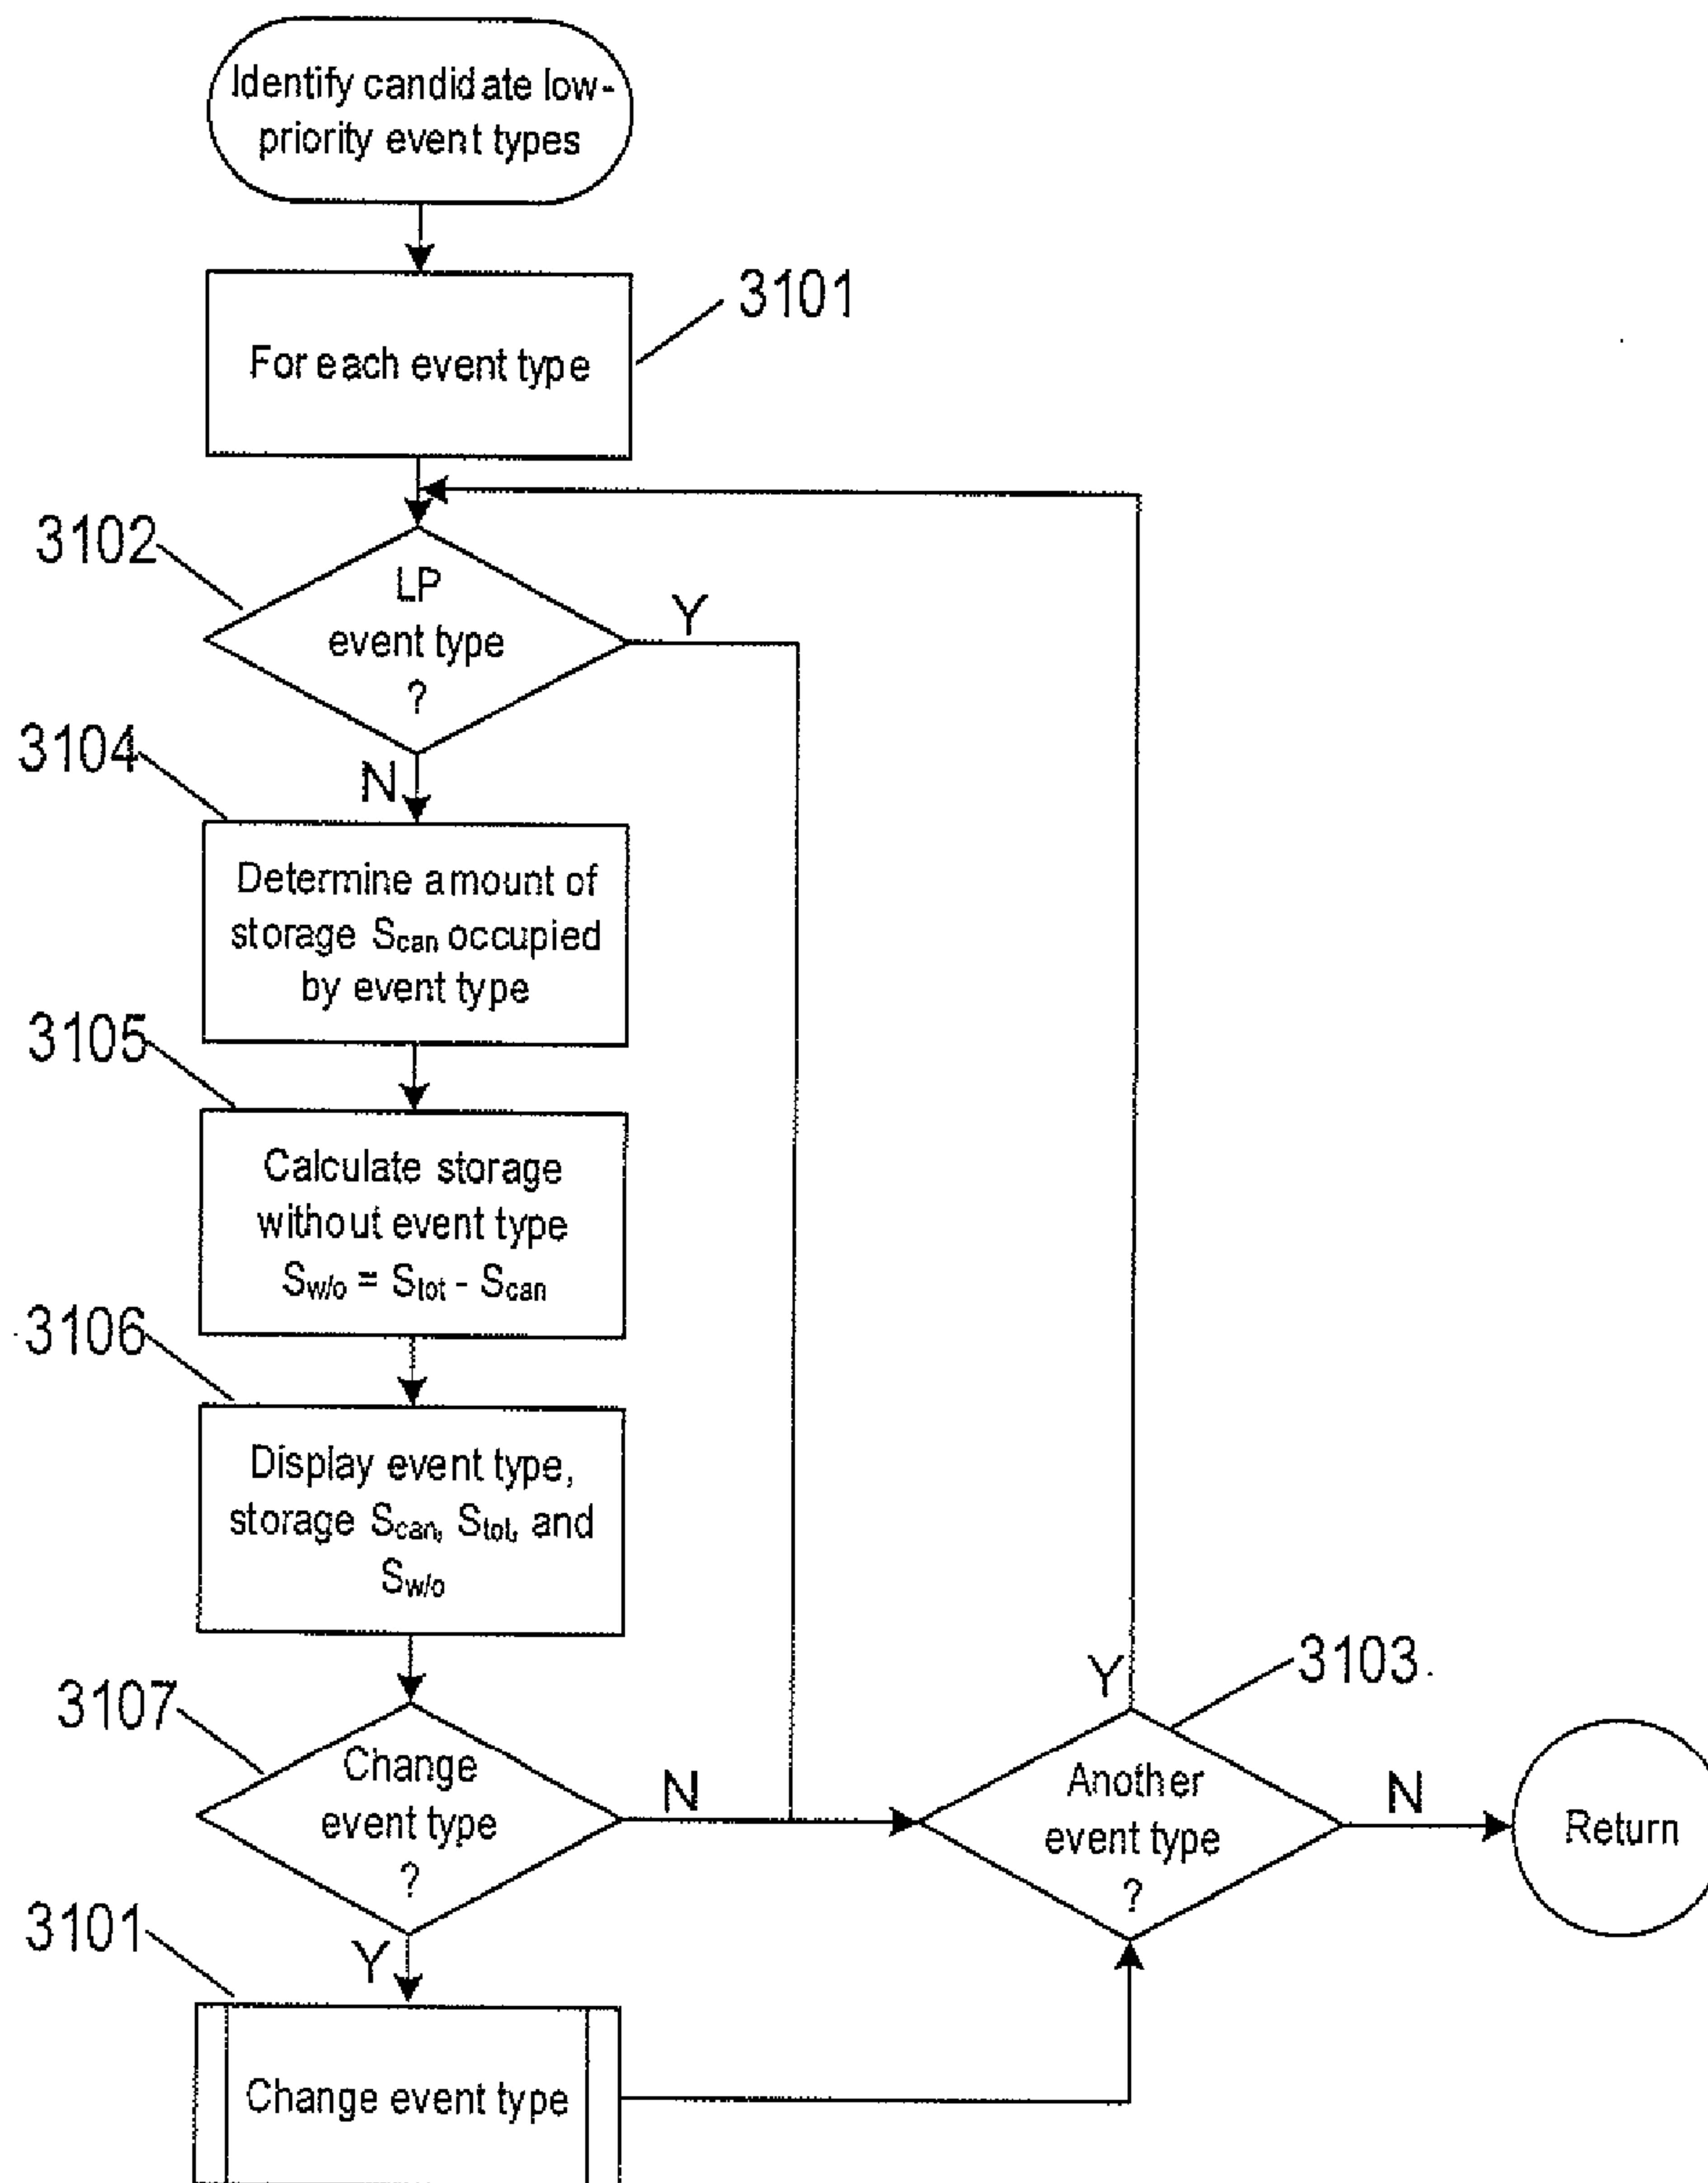 Identify candidate low-
priority event types
3101
For each event type
3102
LP
event type
?
Y
3104
N
Determine amount of
storage Scan occupied
by event type
3105
Calculate storage
without event type
Sw/o = Stot - Scan
3106
Display event type,
storage Scan, Stot, and
Sw/o
3107
Change
event type
?
N
Y
3103
Another
event type
?
N
Return
3101
Y
Change event type